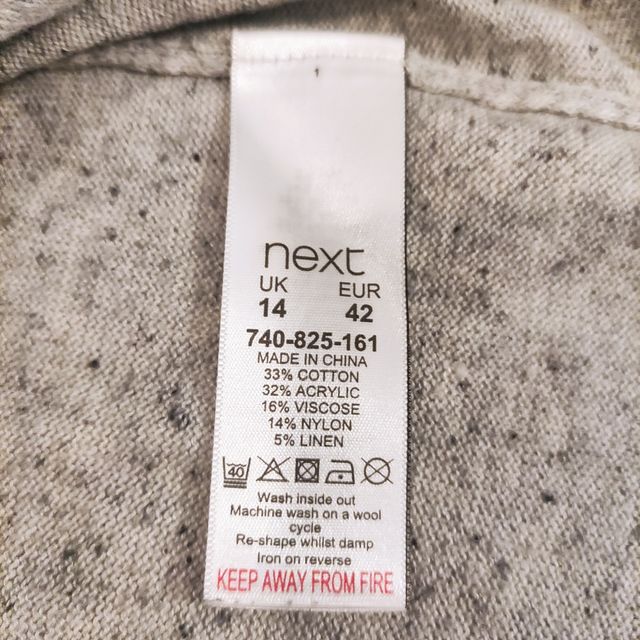 next
UK EUR
14 42
740-825-161
MADE IN CHINA
33% COTTON
32% ACRYLIC
16% VISCOSE
14% NYLON
5% LINEN
40
Wash inside out
Machine wash on a wool
cycle
Re-shape whilst damp
Iron on reverse
KEEP AWAY FROM FIRE